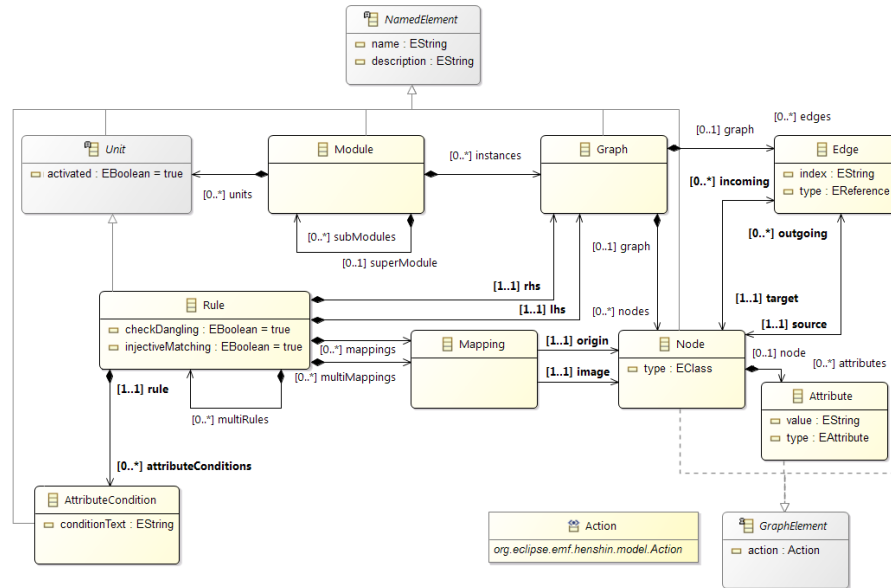 NamedElement
name : EString
description : EString
[0..1] graph
[0..*] edges
Unit
activated : EBoolean = true
Module
[0..*] instances
Graph
Edge
index : EString
type : EReference
[0..*] units
[0..*] incoming
[0..*] subModules
[0..1] superModule
[0..1] graph
[0..*] outgoing
[1..1] rhs
[1..1] lhs
[1..1] target
[0..*] nodes
[1..1] source
Rule
checkDangling : EBoolean = true
injectiveMatching : EBoolean = true
[0..*] mappings
[0..*] multiMappings
Mapping
[1..1] origin
[1..1] image
Node
type : EClass
[0..1] node
[0..*] attributes
[1..1] rule
[0..*] multiRules
Attribute
value : EString
type : EAttribute
[0..*] attributeConditions
AttributeCondition
conditionText : EString
Action
org.eclipse.emf.henshin.model.Action
GraphElement
action : Action